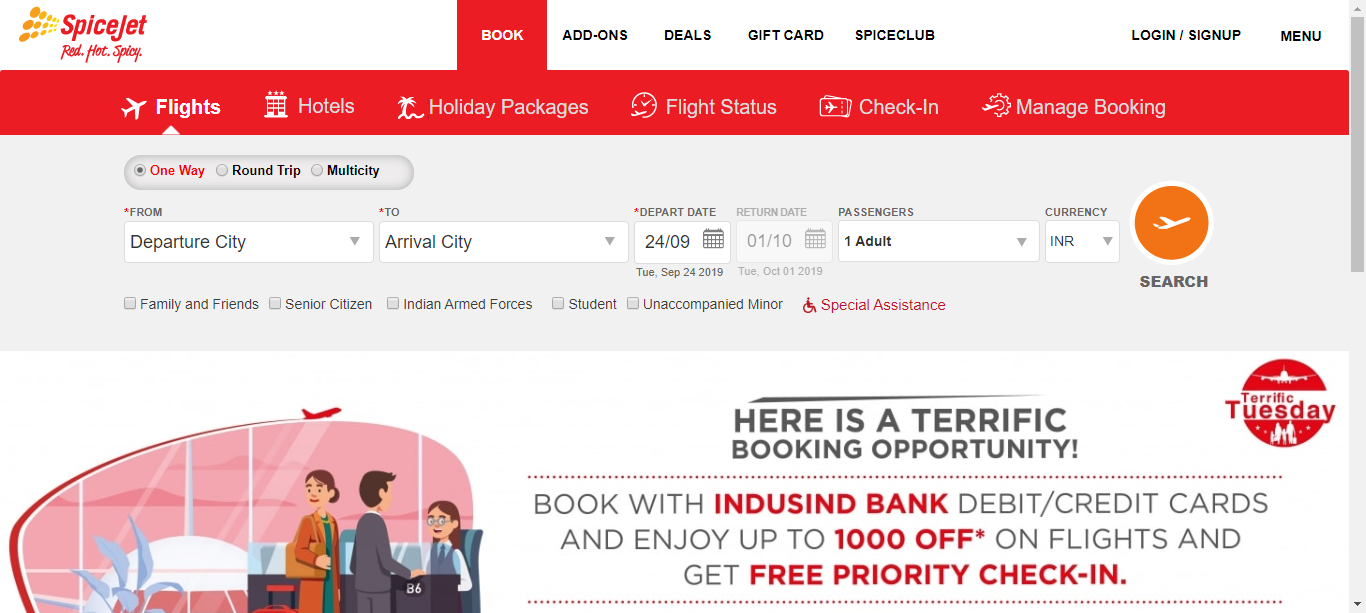 SpiceJet
Red. Hot. Spicy.
BOOK ADD-ONS DEALS GIFT CARD SPICECLUB LOGIN / SIGNUP MENU
Flights Hotels Holiday Packages Flight Status Check-In Manage Booking
One Way Round Trip Multicity
*FROM *TO *DEPART DATE RETURN DATE PASSENGERS CURRENCY
Departure City Arrival City 24/09 01/10 1 Adult INR
Tue, Sep 24 2019 Tue, Oct 01 2019
SEARCH
Family and Friends Senior Citizen Indian Armed Forces Student Unaccompanied Minor Special Assistance
Terrific
Tuesday
HERE IS A TERRIFIC
BOOKING OPPORTUNITY!
BOOK WITH INDUSIND BANK DEBIT/CREDIT CARDS
AND ENJOY UP TO 1000 OFF* ON FLIGHTS AND
GET FREE PRIORITY CHECK-IN.
B6